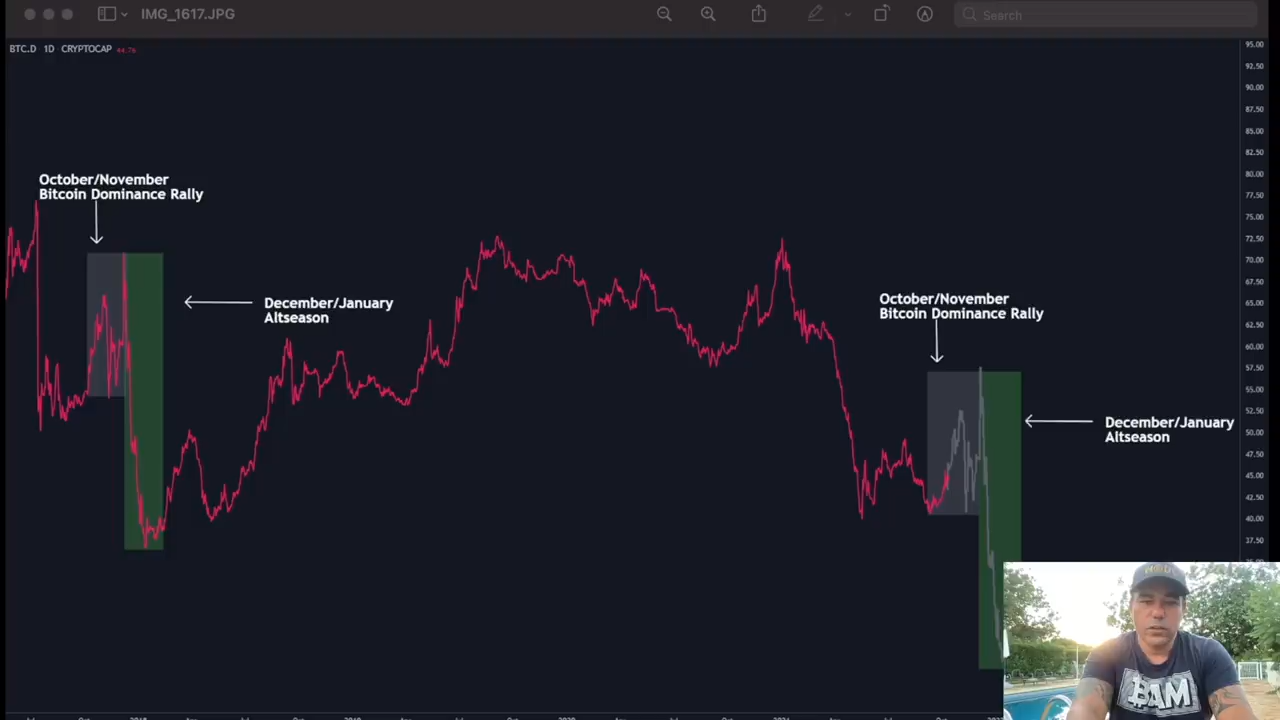 IMG_1617.JPG
Search
BTC.D 1D CRYPTOCAP 44.76
95.00
92.50
90.00
87.50
85.00
82.50
80.00
77.50
75.00
72.50
70.00
67.50
65.00
62.50
60.00
57.50
55.00
52.50
50.00
47.50
45.00
42.50
40.00
37.50
October/November
Bitcoin Dominance Rally
December/January
Altseason
October/November
Bitcoin Dominance Rally
December/January
Altseason
BAM